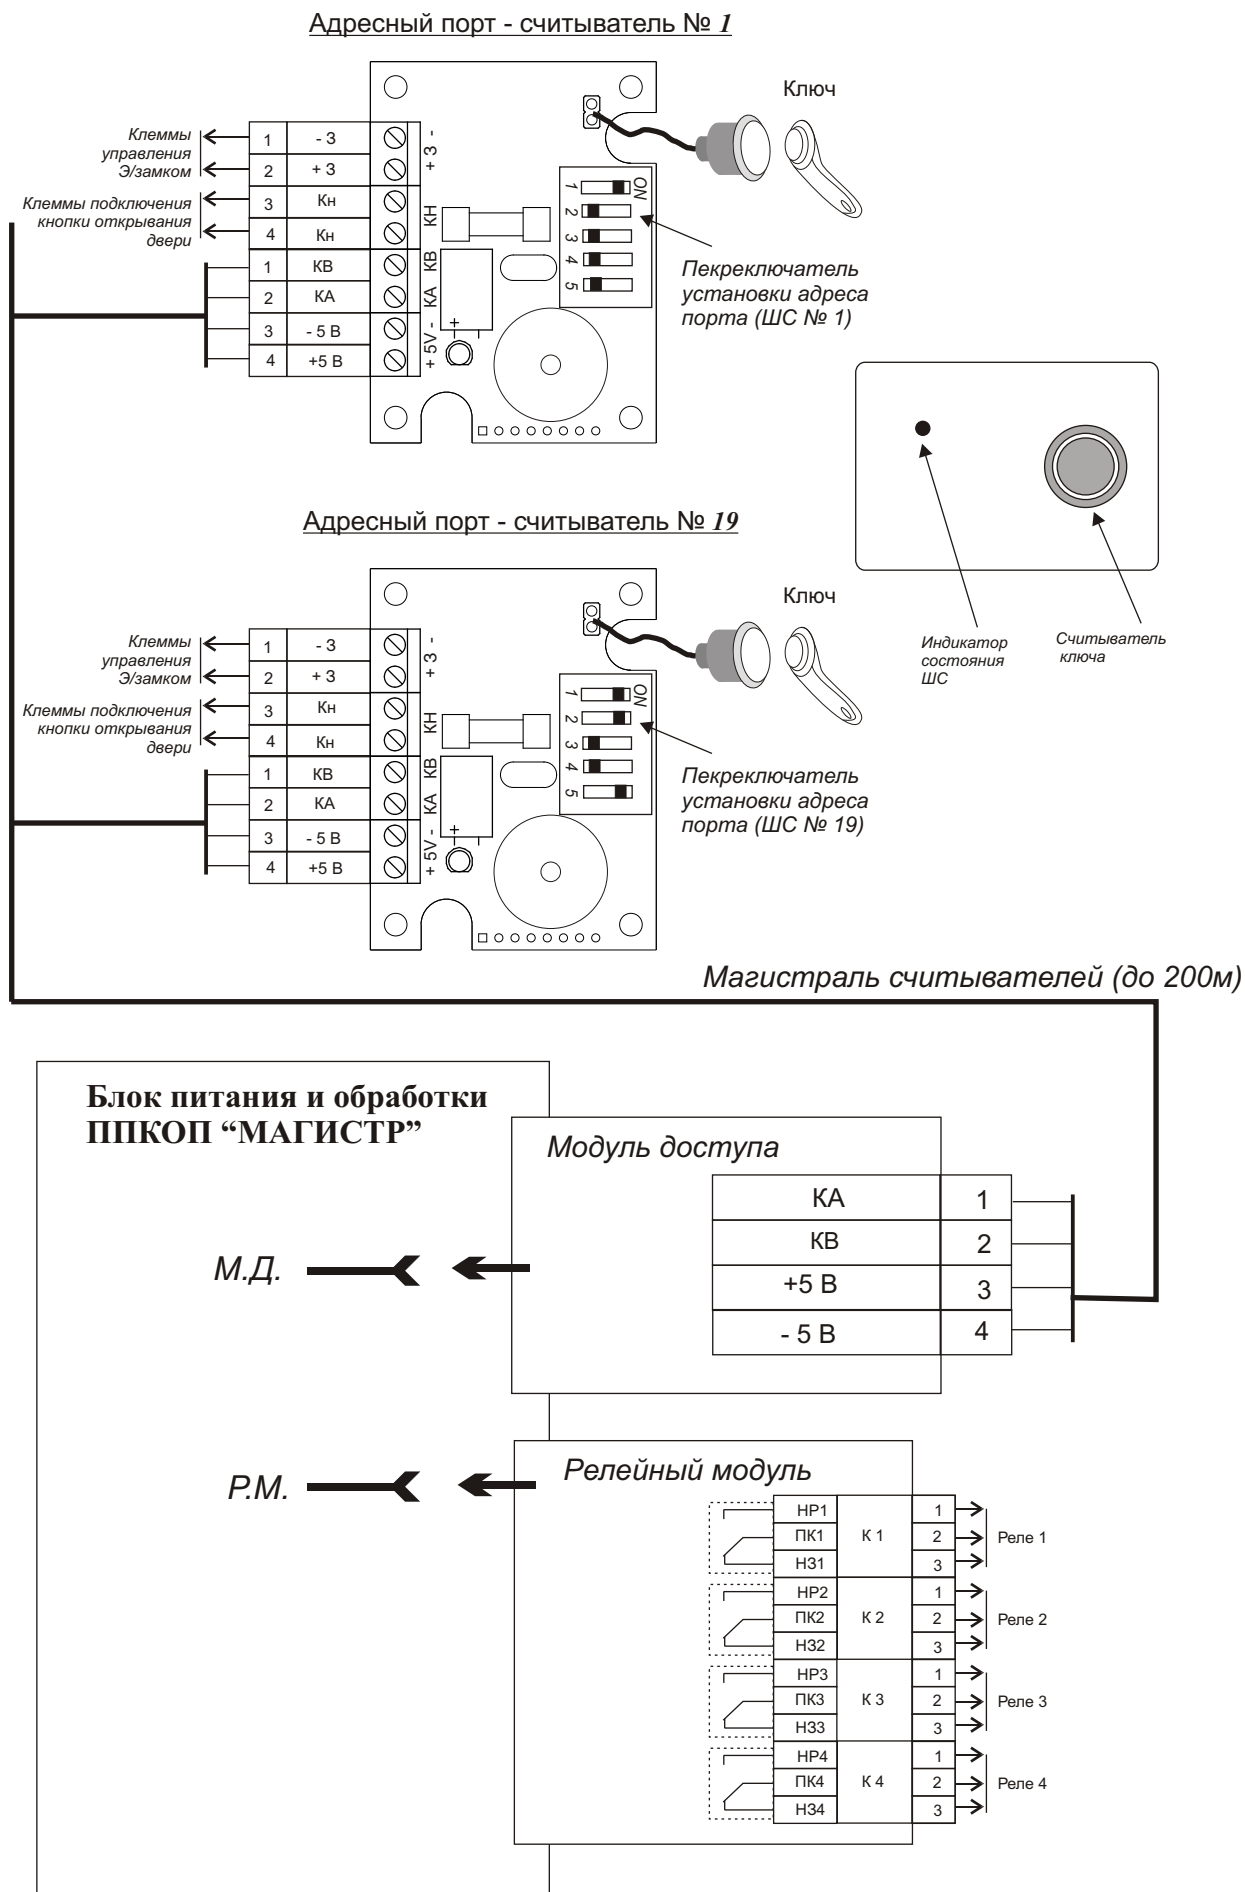 Адресный порт - считыватель № 1
Ключ
Клеммы
управления
Э/замком
Клеммы подключения
кнопки открывания
двери
1 - З
2 + З
3 Кн
4 Кн
1 КВ
2 КА
3 - 5 В
4 +5 В
+ З -
КН
КА КВ
+ 5V -
+
ON
1
2
3
4
5
Пекреключатель
установки адреса
порта (ШС № 1)
Индикатор
состояния
ШС
Считыватель
ключа
Адресный порт - считыватель № 19
Ключ
Клеммы
управления
Э/замком
Клеммы подключения
кнопки открывания
двери
1 - З
2 + З
3 Кн
4 Кн
1 КВ
2 КА
3 - 5 В
4 +5 В
+ З -
КН
КА КВ
+ 5V -
+
ON
1
2
3
4
5
Пекреключатель
установки адреса
порта (ШС № 19)
Магистраль считывателей (до 200м)
Блок питания и обработки
ППКОП “МАГИСТР”
Модуль доступа
КА 1
КВ 2
+5 В 3
- 5 В 4
М.Д.
Релейный модуль
Р.М.
НР1 1
ПК1 К 1 2 Реле 1
НЗ1 3
НР2 1
ПК2 К 2 2 Реле 2
НЗ2 3
НР3 1
ПК3 К 3 2 Реле 3
НЗ3 3
НР4 1
ПК4 К 4 2 Реле 4
НЗ4 3